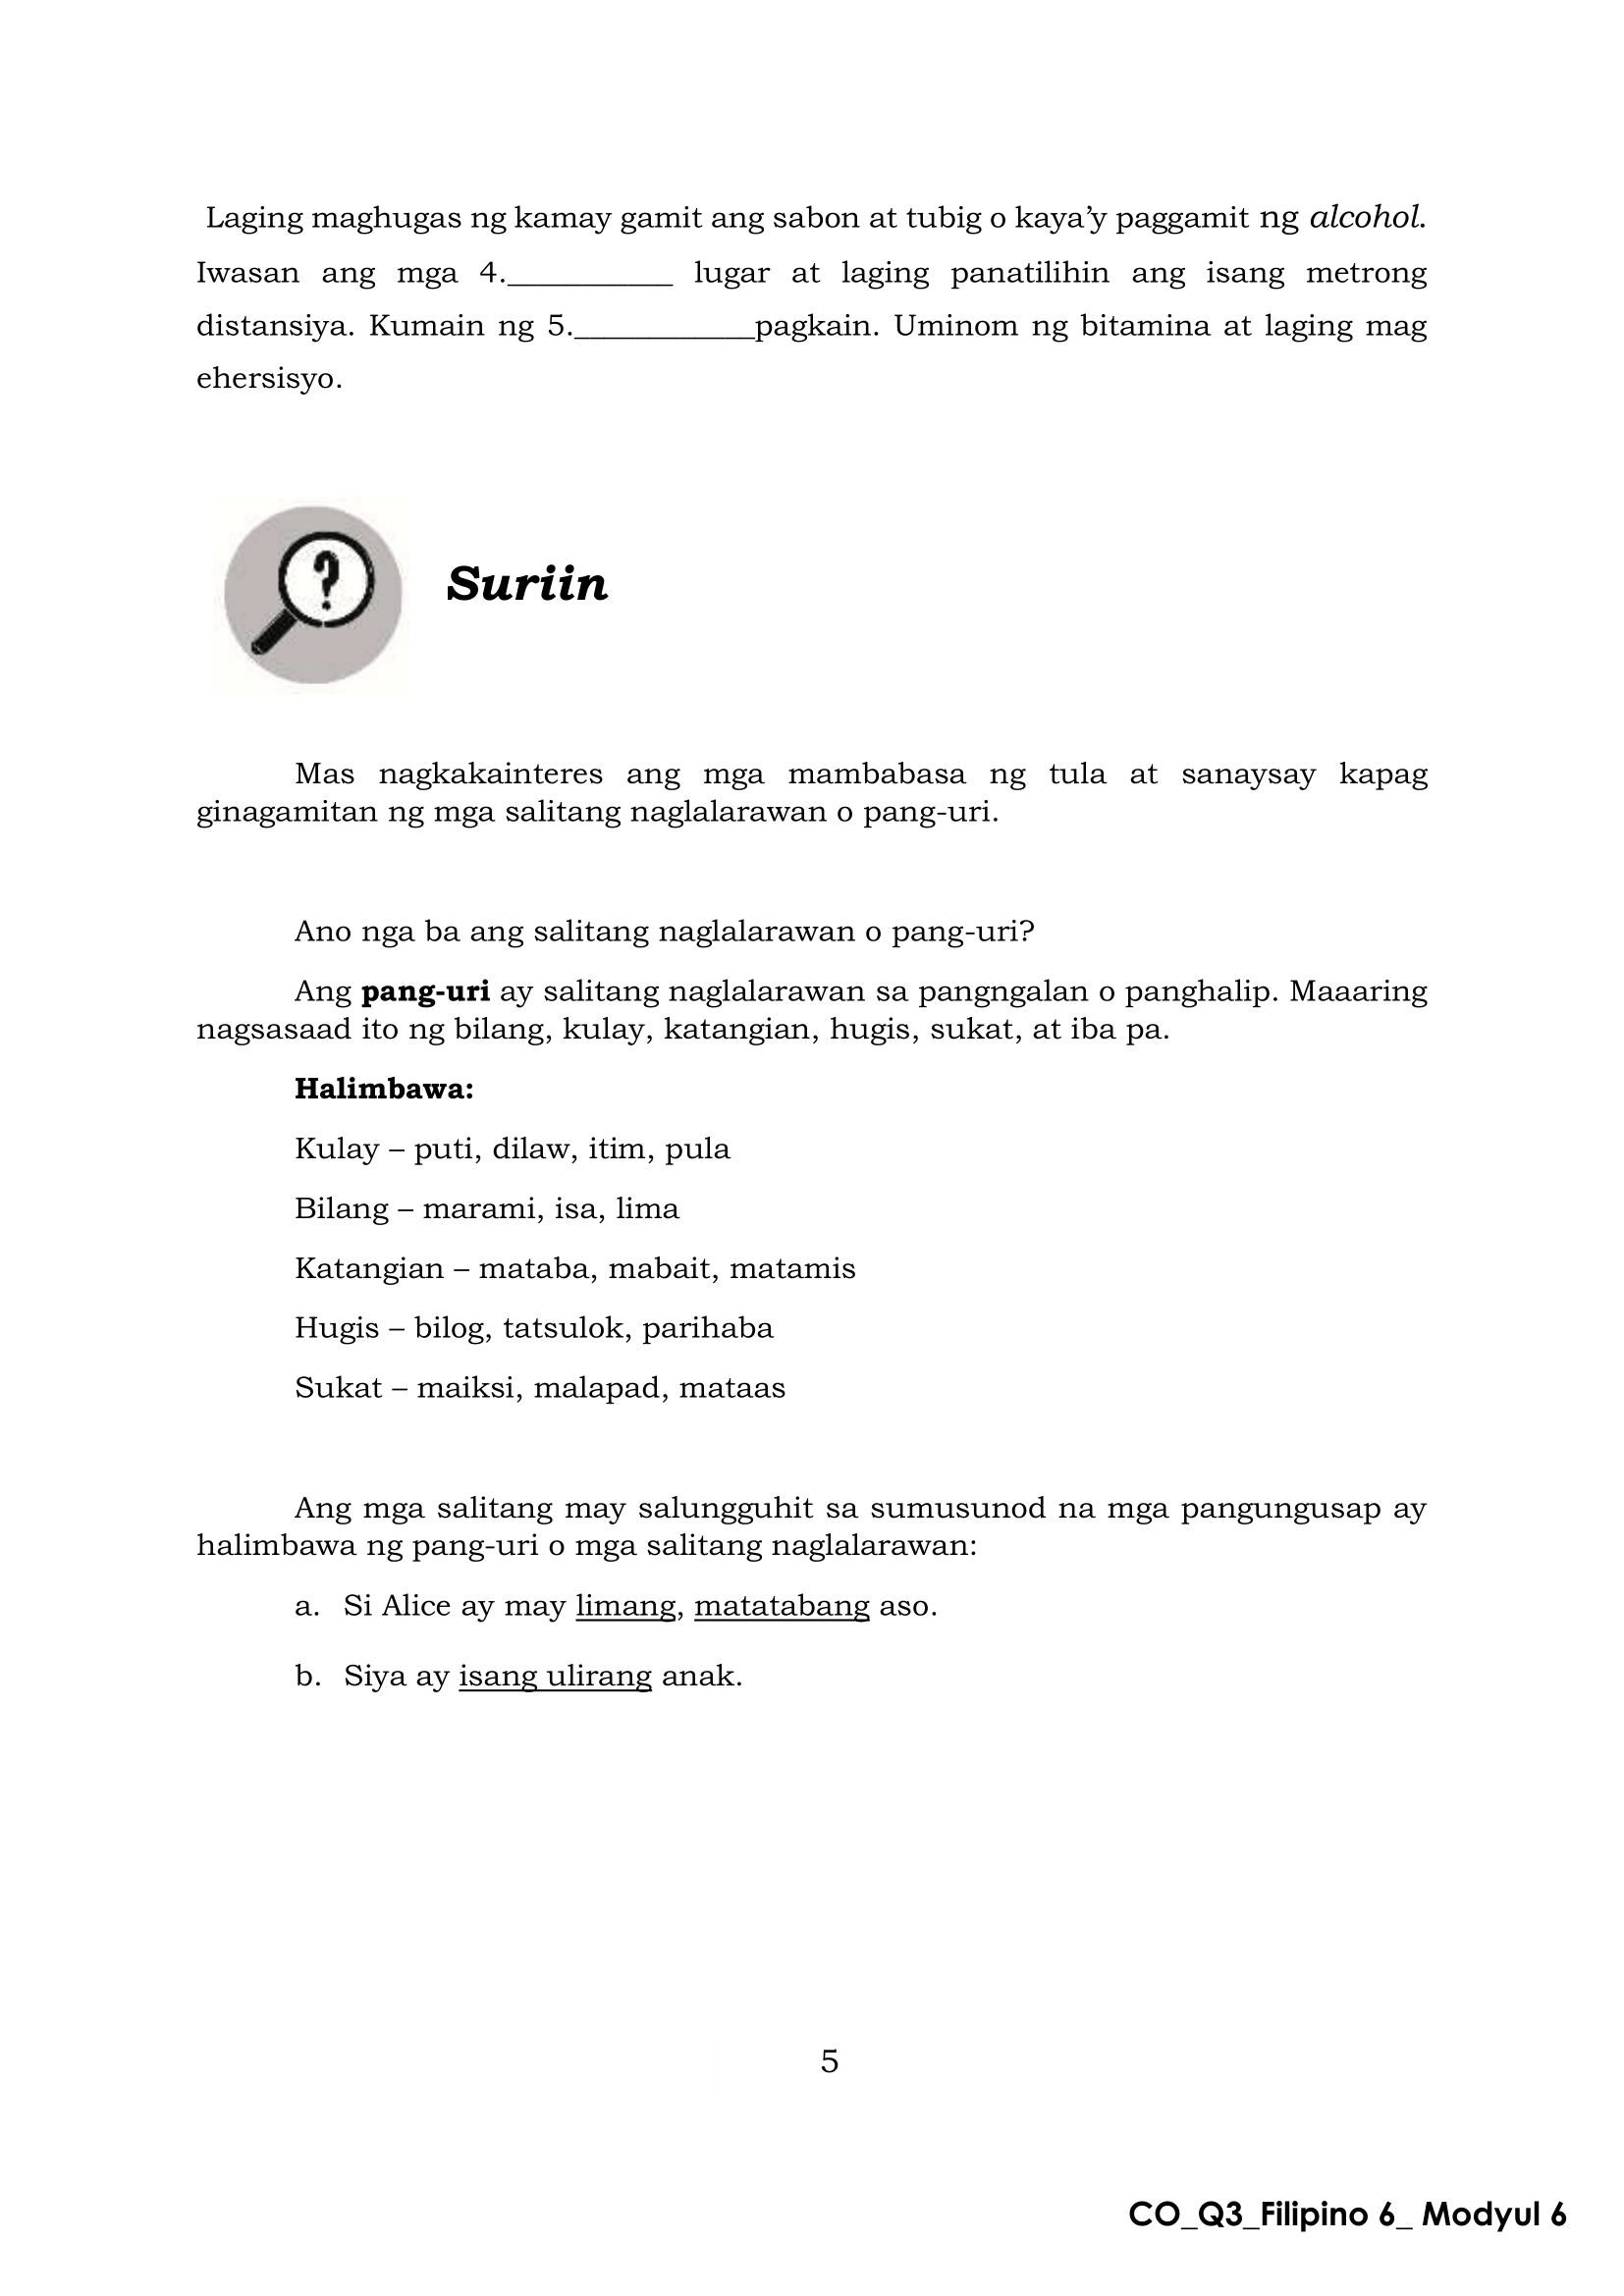 Laging maghugas ng kamay gamit ang sabon at tubig o kaya’y paggamit ng alcohol.
Iwasan ang mga 4.___________ lugar at laging panatilihin ang isang metrong
distansiya. Kumain ng 5.____________pagkain. Uminom ng bitamina at laging mag
ehersisyo.
?
Suriin
Mas nagkakainteres ang mga mambabasa ng tula at sanaysay kapag
ginagamitan ng mga salitang naglalarawan o pang-uri.
Ano nga ba ang salitang naglalarawan o pang-uri?
Ang pang-uri ay salitang naglalarawan sa pangngalan o panghalip. Maaaring
nagsasaad ito ng bilang, kulay, katangian, hugis, sukat, at iba pa.
Halimbawa:
Kulay – puti, dilaw, itim, pula
Bilang – marami, isa, lima
Katangian – mataba, mabait, matamis
Hugis – bilog, tatsulok, parihaba
Sukat – maiksi, malapad, mataas
Ang mga salitang may salungguhit sa sumusunod na mga pangungusap ay
halimbawa ng pang-uri o mga salitang naglalarawan:
a. Si Alice ay may limang, matatabang aso.
b. Siya ay isang ulirang anak.
5
CO_Q3_Filipino 6_ Modyul 6